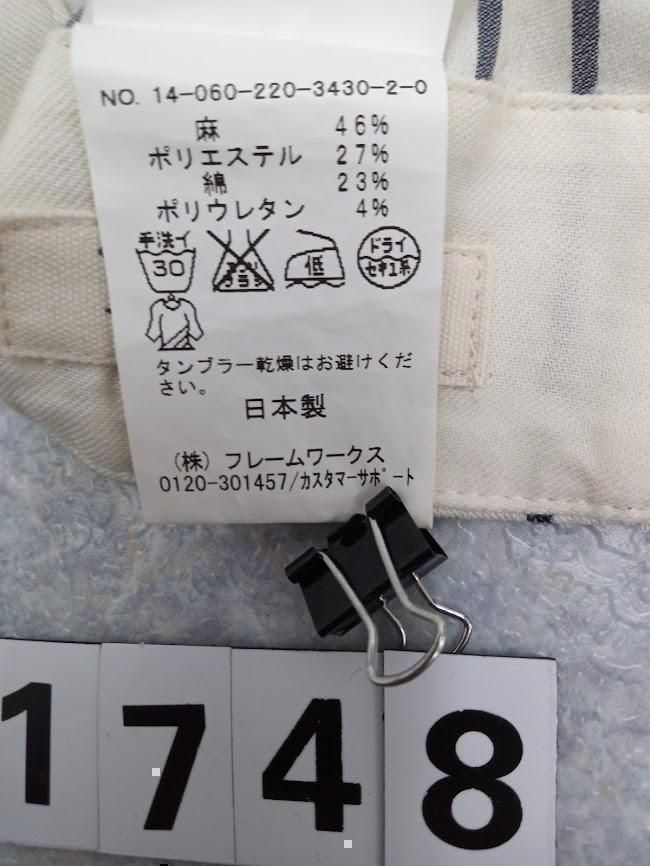 NO. 14-060-220-3430-2-0
麻 46%
ポリエステル 27%
綿 23%
ポリウレタン 4%
手洗イ
30
低
ドライ
セキユ系
タンブラー乾燥はお避けくだ
さい。
日本製
(株) フレームワークス
0120-301457/カスタマーサポート
1748